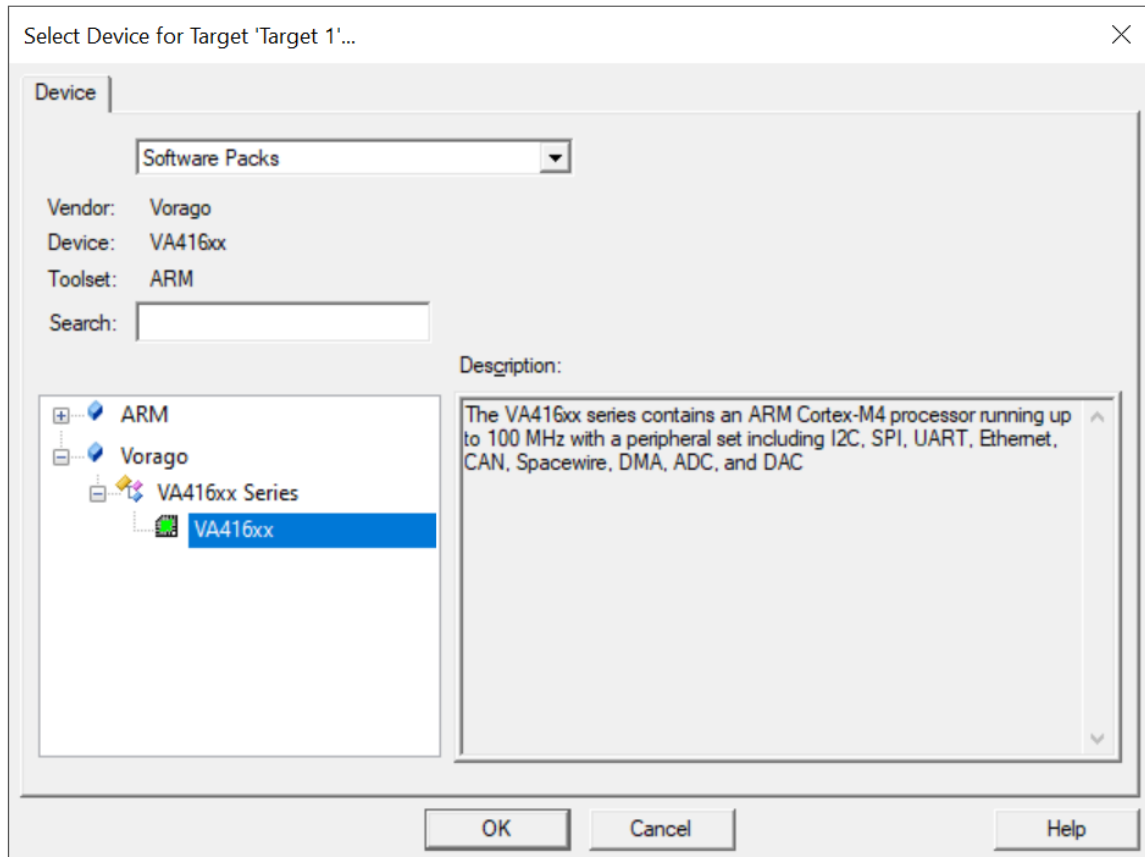 Select Device for Target 'Target 1'...
Device
Software Packs
Vendor: Vorago
Device: VA416xx
Toolset: ARM
Search:
Description:
ARM
Vorago
VA416xx Series
VA416xx
The VA416xx series contains an ARM Cortex-M4 processor running up
to 100 MHz with a peripheral set including I2C, SPI, UART, Ethernet,
CAN, Spacewire, DMA, ADC, and DAC
OK
Cancel
Help